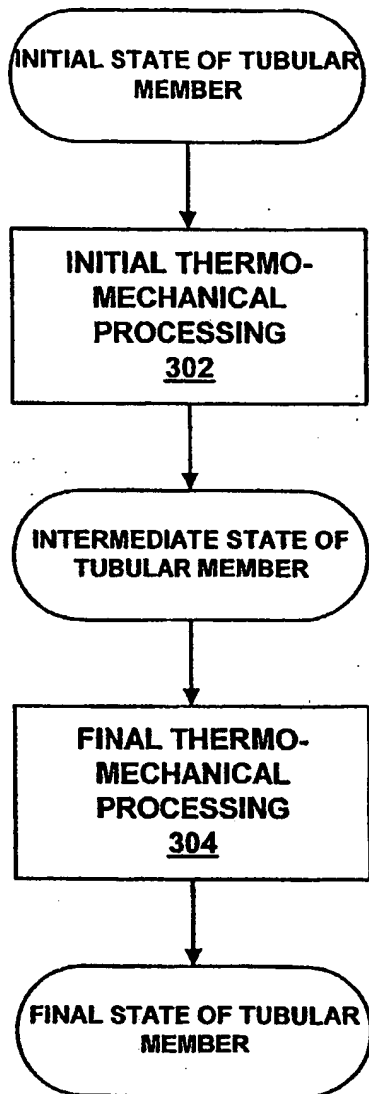 INITIAL STATE OF TUBULAR
MEMBER
INITIAL THERMO-
MECHANICAL
PROCESSING
302
INTERMEDIATE STATE OF
TUBULAR MEMBER
FINAL THERMO-
MECHANICAL
PROCESSING
304
FINAL STATE OF TUBULAR
MEMBER